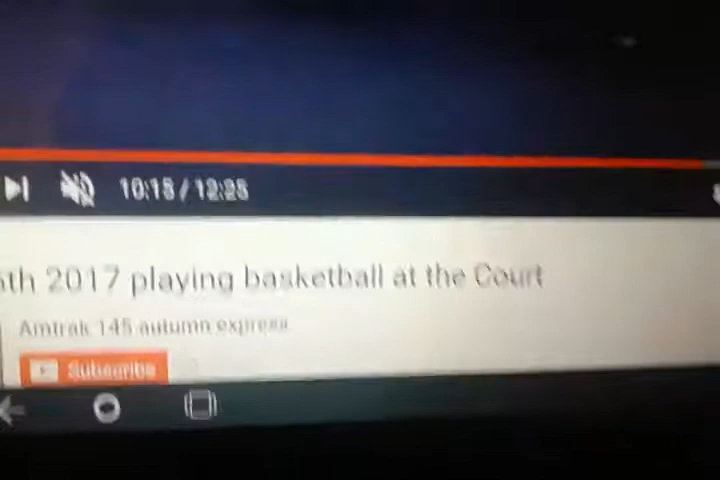 10:15 / 12:25
th 2017 playing basketball at the Court
Amtrak 145 autumn express
Subscribe